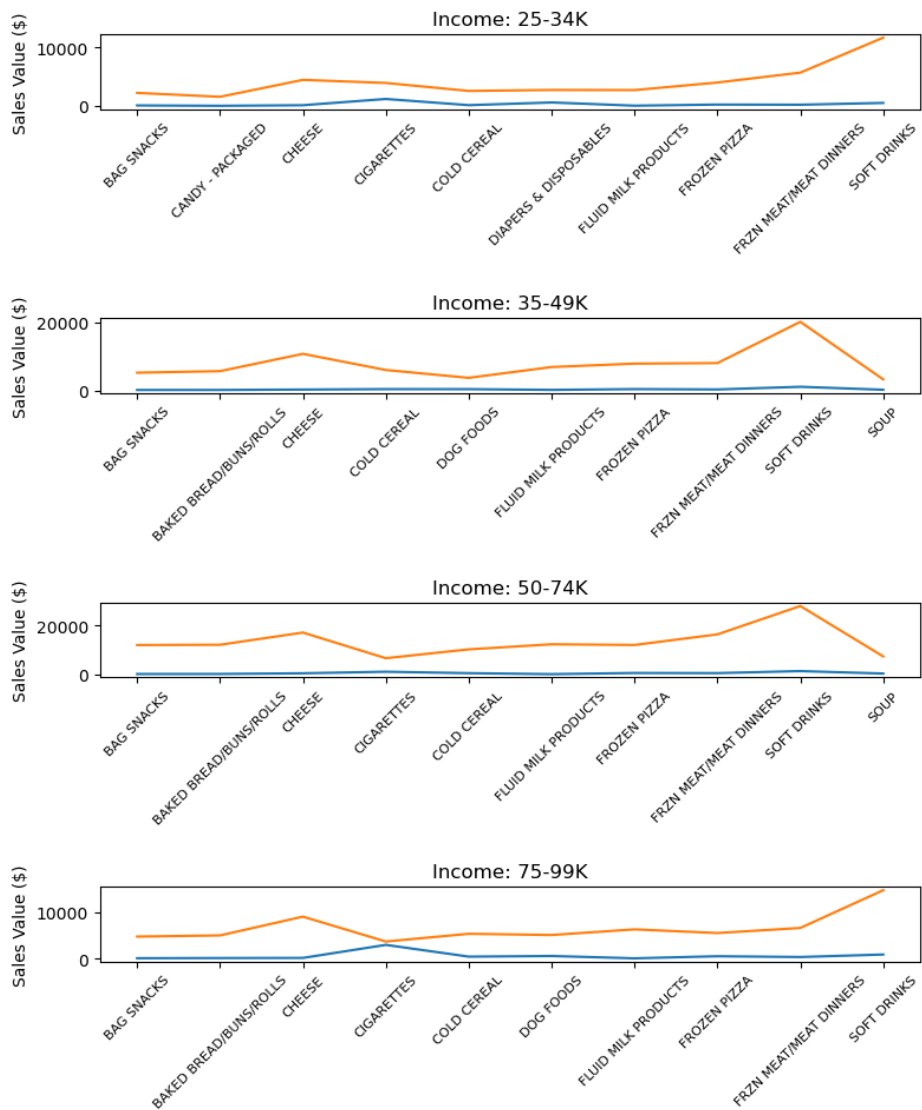 Income: 25-34K
Sales Value ($)
10000
0
BAG SNACKS
CANDY - PACKAGED
CHEESE
CIGARETTES
COLD CEREAL
DIAPERS & DISPOSABLES
FLUID MILK PRODUCTS
FROZEN PIZZA
FRZN MEAT/MEAT DINNERS
SOFT DRINKS
Income: 35-49K
Sales Value ($)
20000
0
BAG SNACKS
BAKED BREAD/BUNS/ROLLS
CHEESE
COLD CEREAL
DOG FOODS
FLUID MILK PRODUCTS
FROZEN PIZZA
FRZN MEAT/MEAT DINNERS
SOFT DRINKS
SOUP
Income: 50-74K
Sales Value ($)
20000
0
BAG SNACKS
BAKED BREAD/BUNS/ROLLS
CHEESE
CIGARETTES
COLD CEREAL
FLUID MILK PRODUCTS
FROZEN PIZZA
FRZN MEAT/MEAT DINNERS
SOFT DRINKS
SOUP
Income: 75-99K
Sales Value ($)
10000
0
BAG SNACKS
BAKED BREAD/BUNS/ROLLS
CHEESE
CIGARETTES
COLD CEREAL
DOG FOODS
FLUID MILK PRODUCTS
FROZEN PIZZA
FRZN MEAT/MEAT DINNERS
SOFT DRINKS